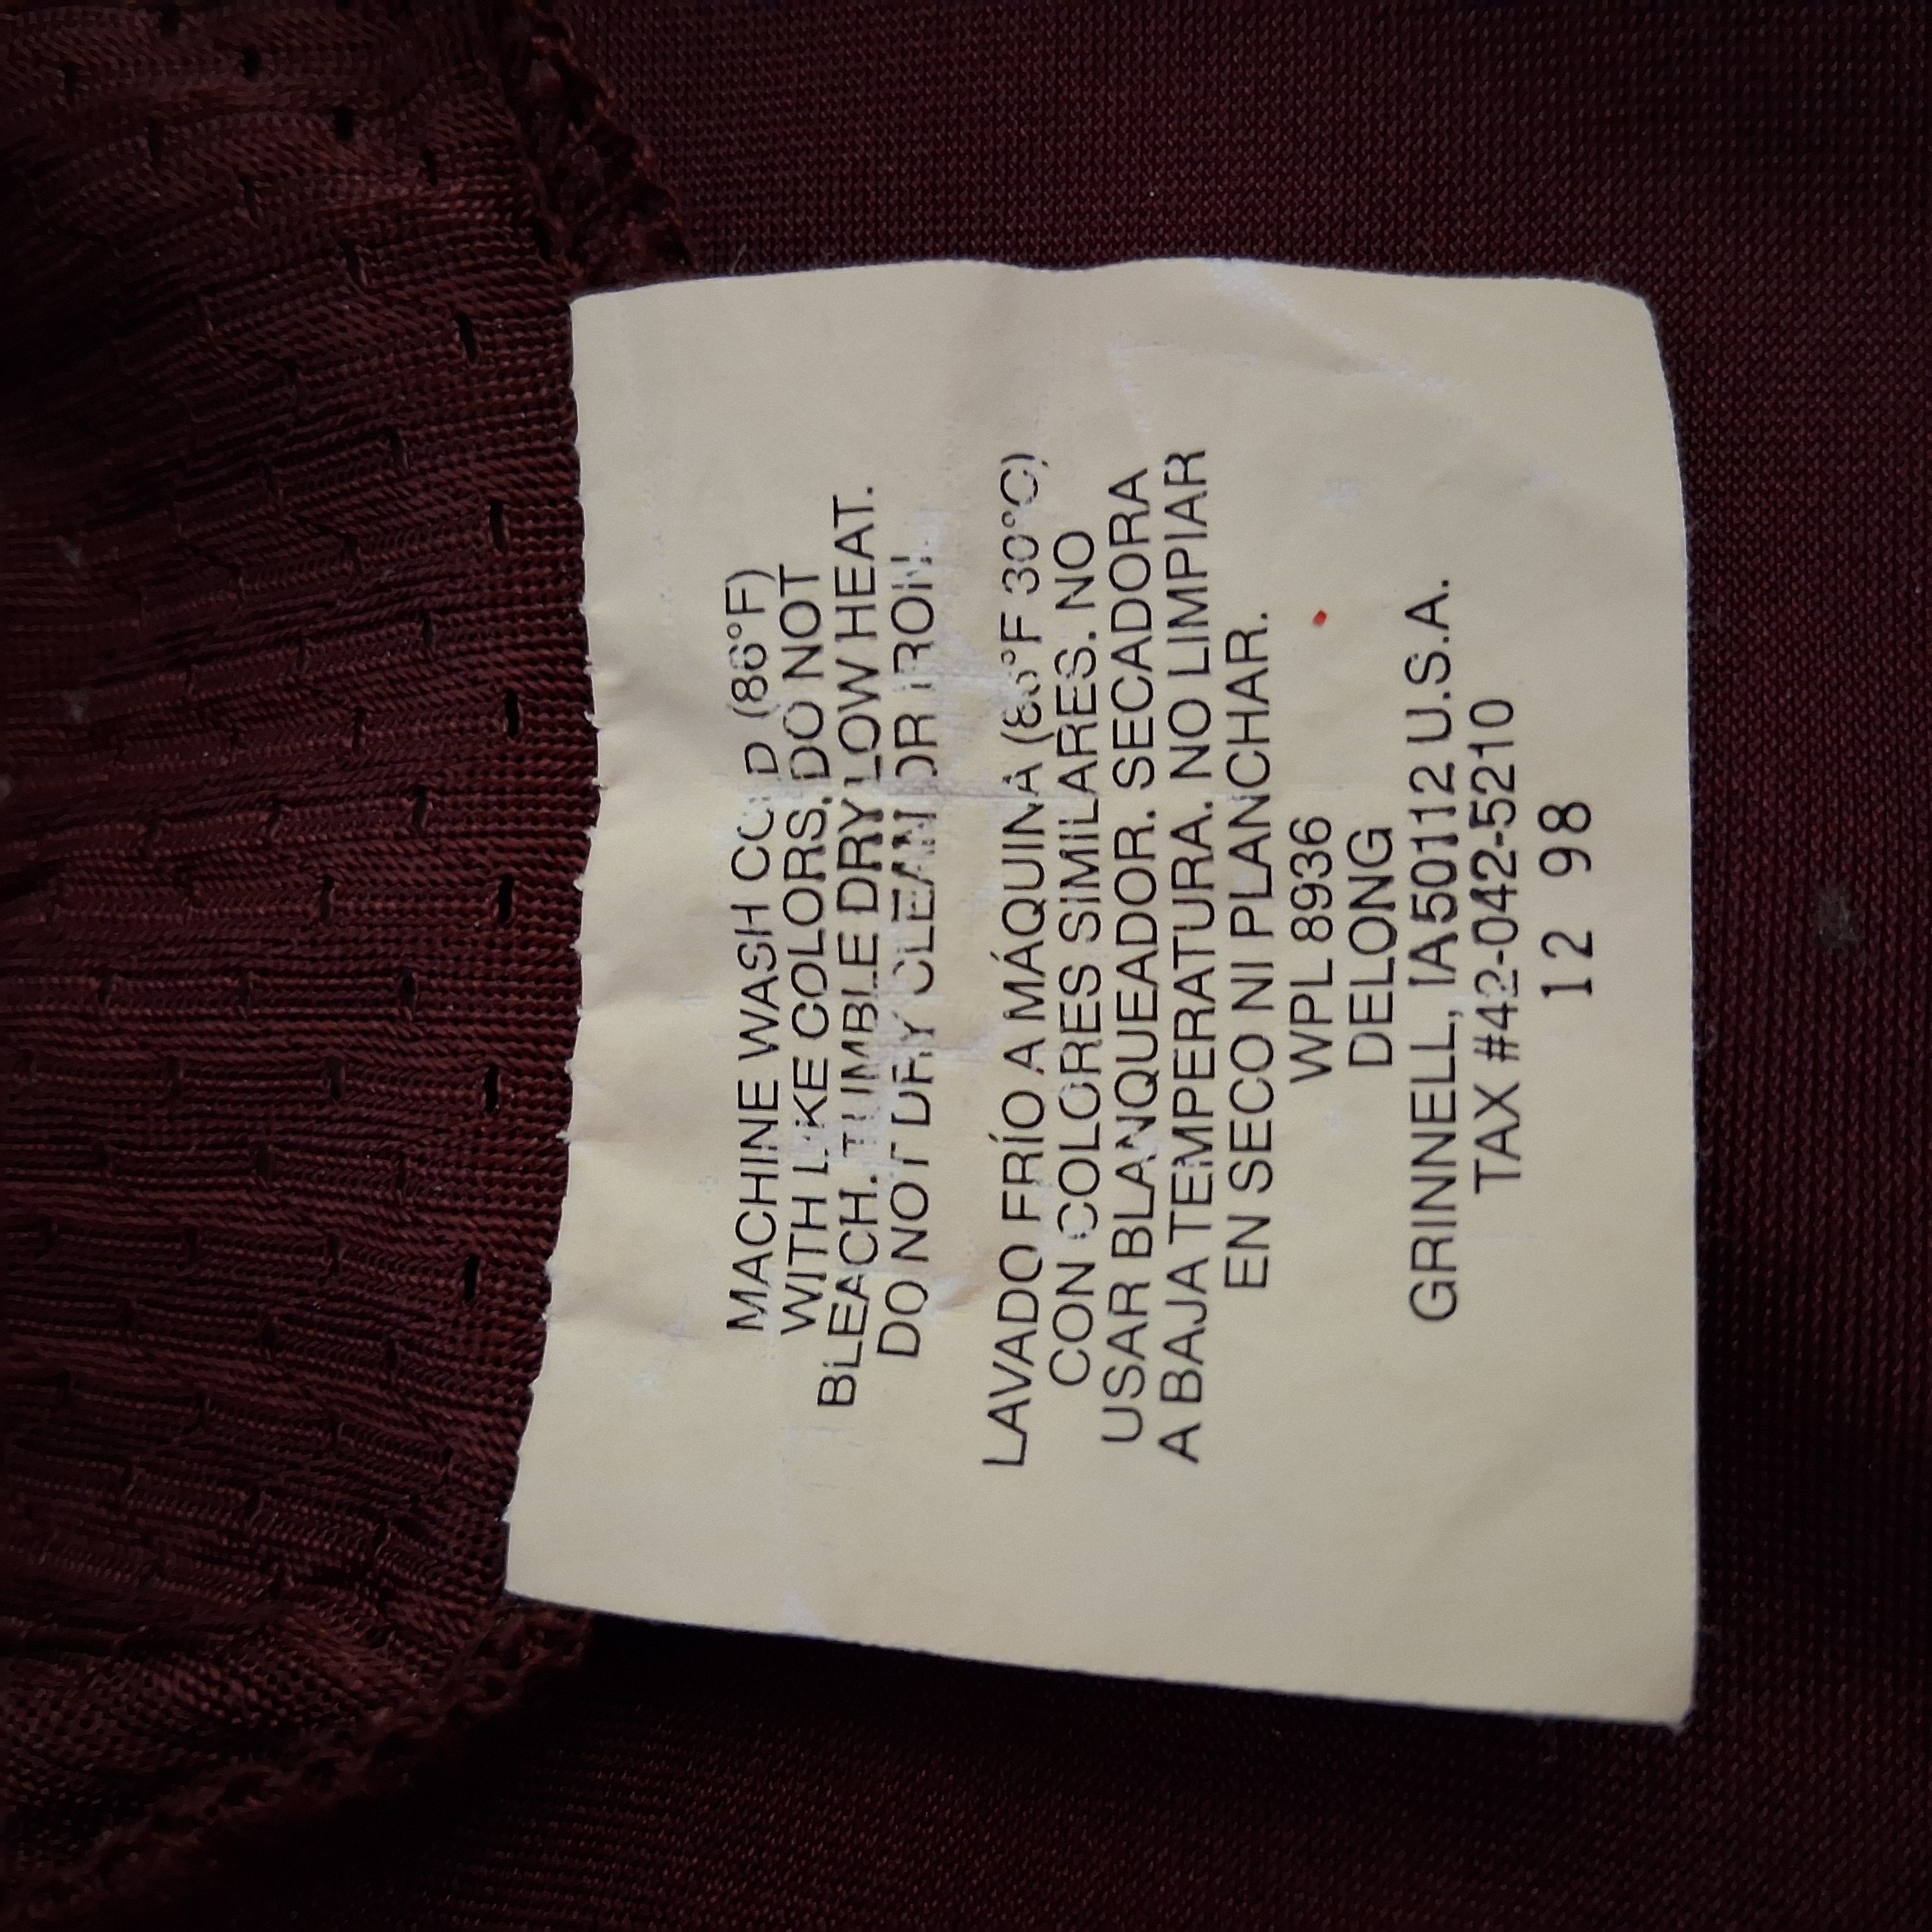 MACHINE WASH COLD (86°F)
WITH LIKE COLORS. DO NOT
BLEACH. TUMBLE DRY LOW HEAT.
DO NOT DRY CLEAN OR IRON.
LAVADO FRÍO A MÁQUINA (86°F 30°C)
CON COLORES SIMILARES. NO
USAR BLANQUEADOR. SECADORA
A BAJA TEMPERATURA. NO LIMPIAR
EN SECO NI PLANCHAR.
WPL 8936
DELONG
GRINNELL, IA 50112 U.S.A.
TAX #42-042-5210
12 98